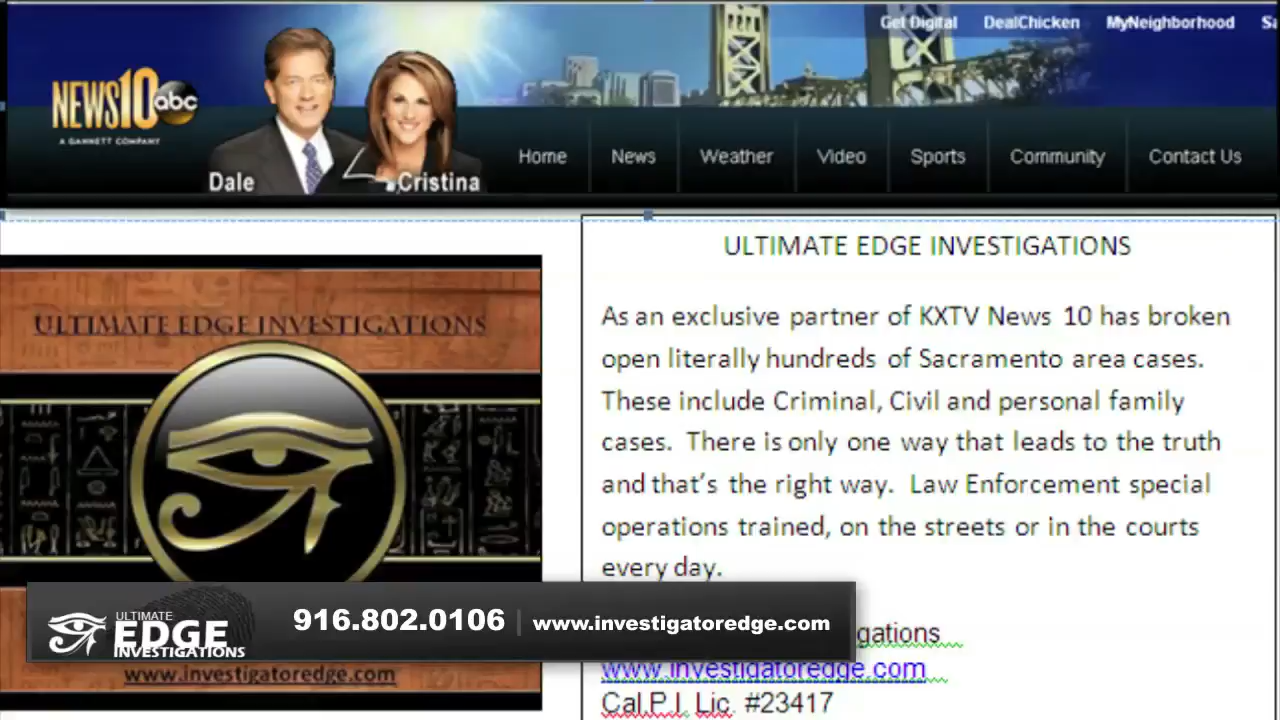 Get Digital DealChicken MyNeighborhood
NEWS10 abc
A GANNETT COMPANY
Dale Cristina
Home News Weather Video Sports Community Contact Us
ULTIMATE EDGE INVESTIGATIONS
ULTIMATE EDGE INVESTIGATIONS
As an exclusive partner of KXTV News 10 has broken
open literally hundreds of Sacramento area cases.
These include Criminal, Civil and personal family
cases. There is only one way that leads to the truth
and that's the right way. Law Enforcement special
operations trained, on the streets or in the courts
every day.
ULTIMATE
EDGE
INVESTIGATIONS
916.802.0106 | www.investigatoredge.com
www.investigatoredge.com
gations
www.investigatoredge.com
Cal.P.I. Lic. #23417